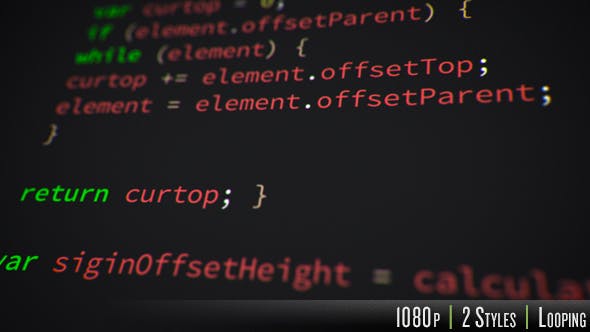 var curtop = 0;
if (element.offsetParent) {
while (element) {
curtop += element.offsetTop;
element = element.offsetParent;
}
return curtop; }
var siginOffsetHeight = calcula
1080p | 2 Styles | Looping